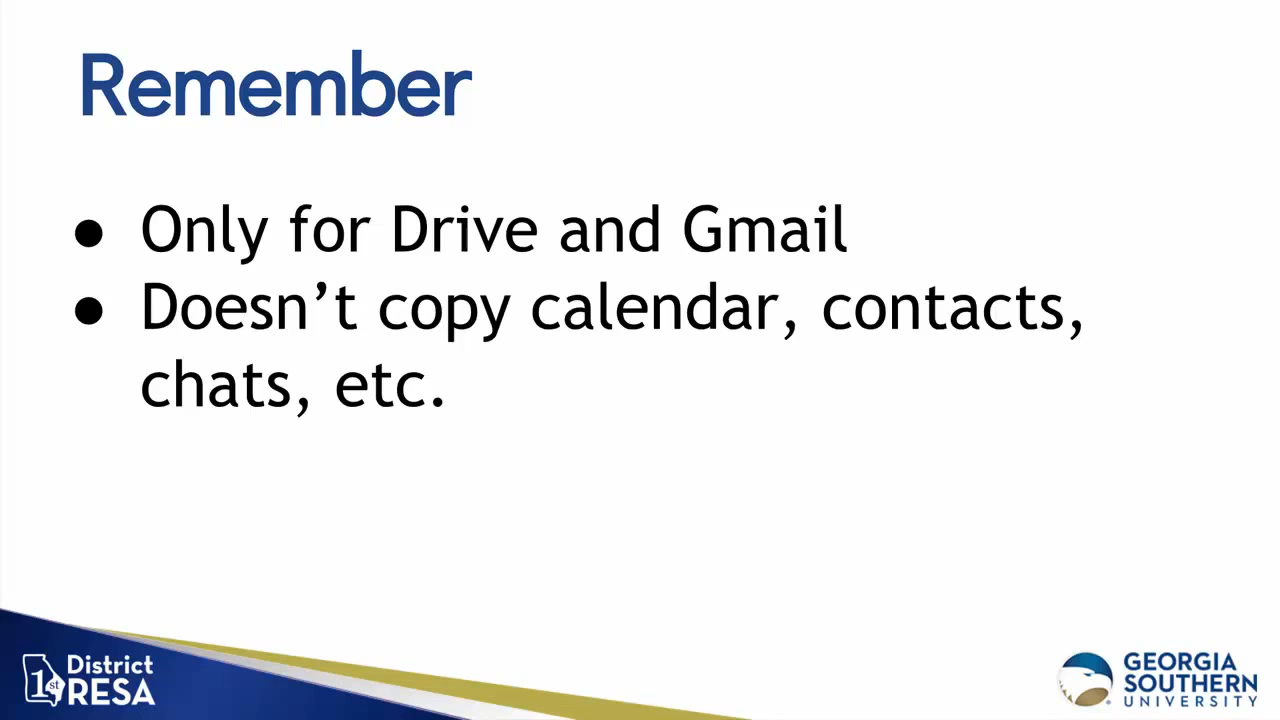 Remember
● Only for Drive and Gmail
● Doesn’t copy calendar, contacts,
chats, etc.
1st District
RESA
GEORGIA
SOUTHERN
UNIVERSITY